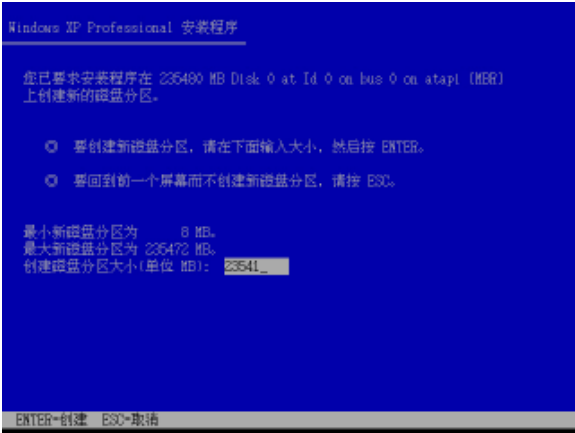 Windows XP Professional 安装程序
您已要求安装程序在 235480 MB Disk 0 at Id 0 on bus 0 on atapi (MBR)
上创建新的磁盘分区。
◎ 要创建新磁盘分区，请在下面输入大小，然后按 ENTER。
◎ 要回到前一个屏幕而不创建新磁盘分区，请按 ESC。
最小新磁盘分区为 8 MB。
最大新磁盘分区为 235472 MB。
创建磁盘分区大小(单位 MB): 23541_
ENTER=创建 ESC=取消